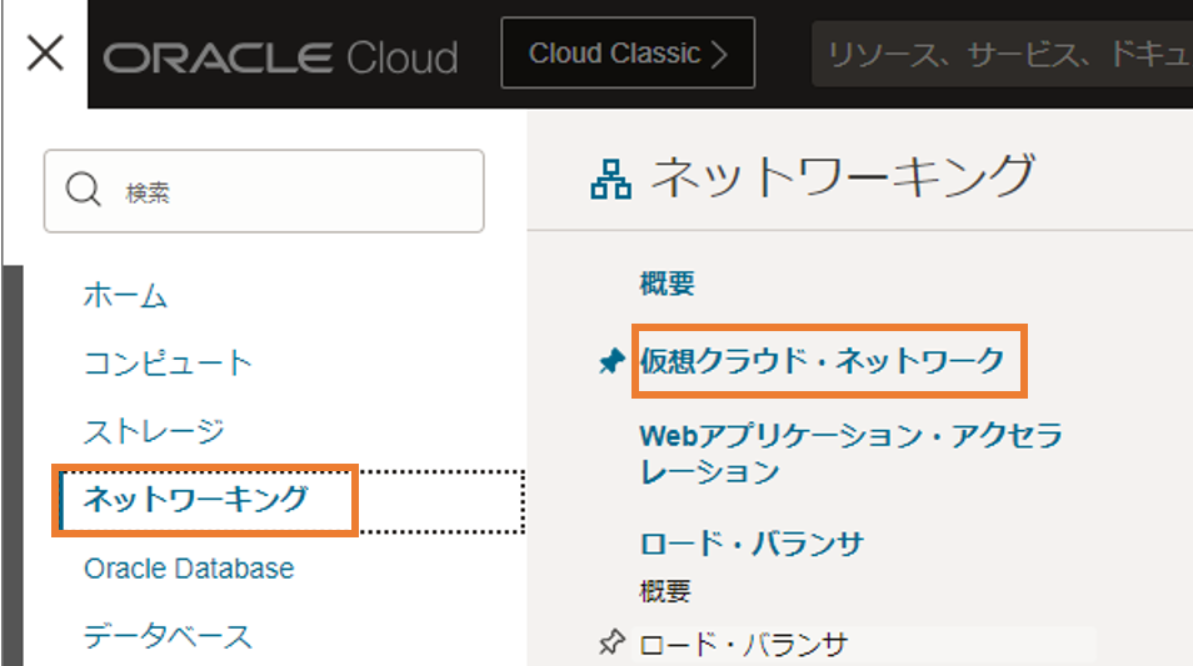 ORACLE Cloud
Cloud Classic
リソース、サービス、ドキュ
検索
ホーム
コンピュート
ストレージ
ネットワーキング
Oracle Database
データベース
ネットワーキング
概要
仮想クラウド・ネットワーク
Webアプリケーション・アクセラ
レーション
ロード・バランサ
概要
ロード・バランサ